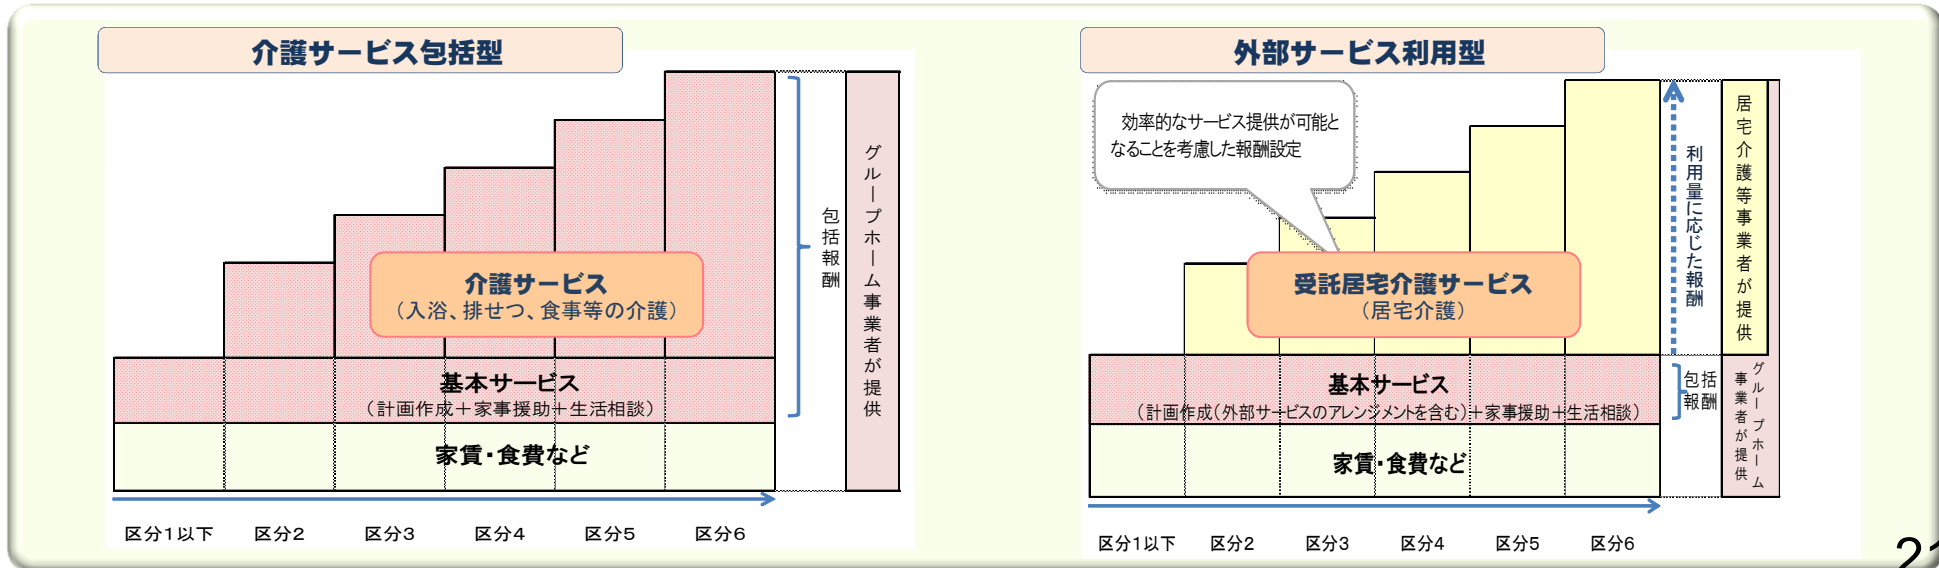 介護サービス包括型
介護サービス
（入浴、排せつ、食事等の介護）
基本サービス
（計画作成＋家事援助＋生活相談）
家賃・食費など
包括報酬
グループホーム事業者が提供
区分１以下
区分２
区分３
区分４
区分５
区分６
外部サービス利用型
効率的なサービス提供が可能と
なることを考慮した報酬設定
受託居宅介護サービス
（居宅介護）
基本サービス
（計画作成（外部サービスのアレンジメントを含む）＋家事援助＋生活相談）
家賃・食費など
利用量に応じた報酬
包括
報酬
居宅介護等事業者が提供
グループホーム
事業者が提供
区分１以下
区分２
区分３
区分４
区分５
区分６
21